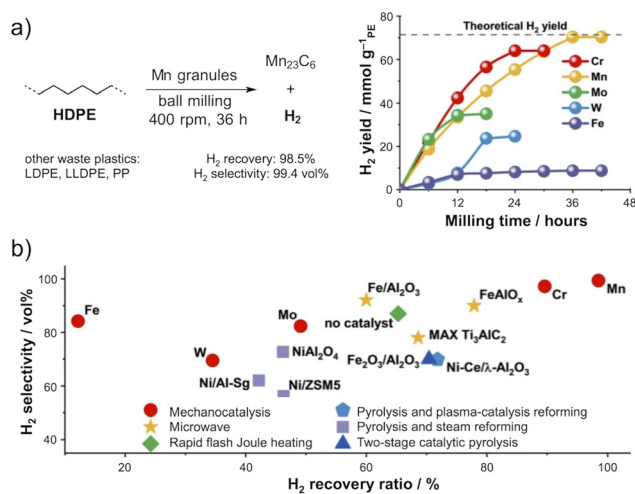 a)
HDPE
Mn granules
ball milling
400 rpm, 36 h
Mn23C6
+
H2
other waste plastics:
LDPE, LLDPE, PP
H2 recovery: 98.5%
H2 selectivity: 99.4 vol%
H2 yield / mmol g−1PE
80
60
40
20
0
Theoretical H2 yield
Cr
Mn
Mo
W
Fe
0 6 12 18 24 30 36 42 48
Milling time / hours
b)
H2 selectivity / vol%
100
80
60
40
Fe
W
Mo
Fe/Al2O3
no catalyst
FeAlOx
Cr
Mn
MAX Ti3AlC2
NiAl2O4
Fe2O3/Al2O3
Ni-Ce/λ-Al2O3
Ni/Al-Sg
Ni/ZSM5
Mechanocatalysis
Microwave
Rapid flash Joule heating
Pyrolysis and plasma-catalysis reforming
Pyrolysis and steam reforming
Two-stage catalytic pyrolysis
20 40 60 80 100
H2 recovery ratio / %